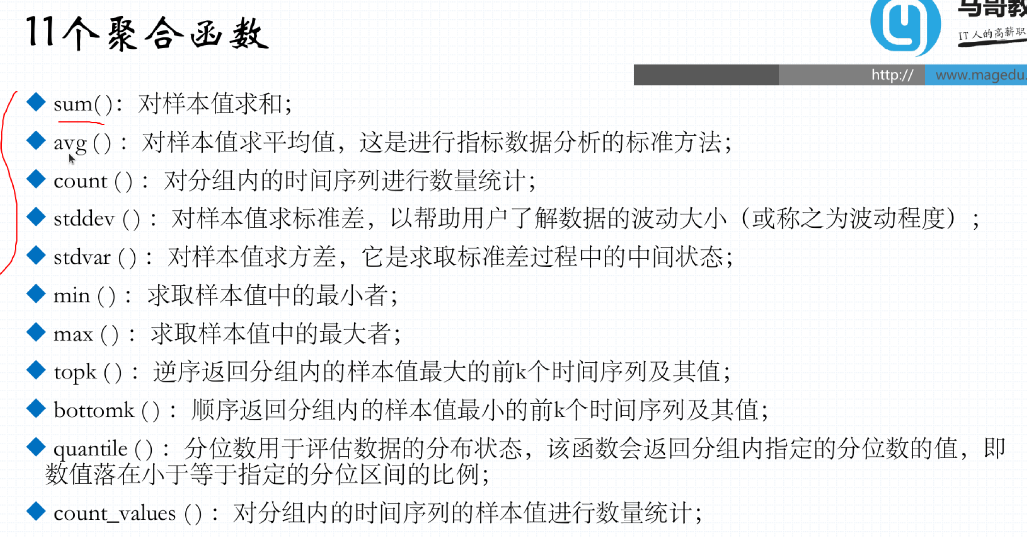 11个聚合函数
马哥教
IT人的高薪职
http:// www.magedu.
sum()：对样本值求和；
avg ()：对样本值求平均值，这是进行指标数据分析的标准方法；
count ()：对分组内的时间序列进行数量统计；
stddev ()：对样本值求标准差，以帮助用户了解数据的波动大小（或称之为波动程度）；
stdvar ()：对样本值求方差，它是求取标准差过程中的中间状态；
min ()：求取样本值中的最小者；
max ()：求取样本值中的最大者；
topk ()：逆序返回分组内的样本值最大的前k个时间序列及其值；
bottomk ()：顺序返回分组内的样本值最小的前k个时间序列及其值；
quantile ()：分位数用于评估数据的分布状态，该函数会返回分组内指定的分位数的值，即
数值落在小于等于指定的分位区间的比例；
count_values ()：对分组内的时间序列的样本值进行数量统计；